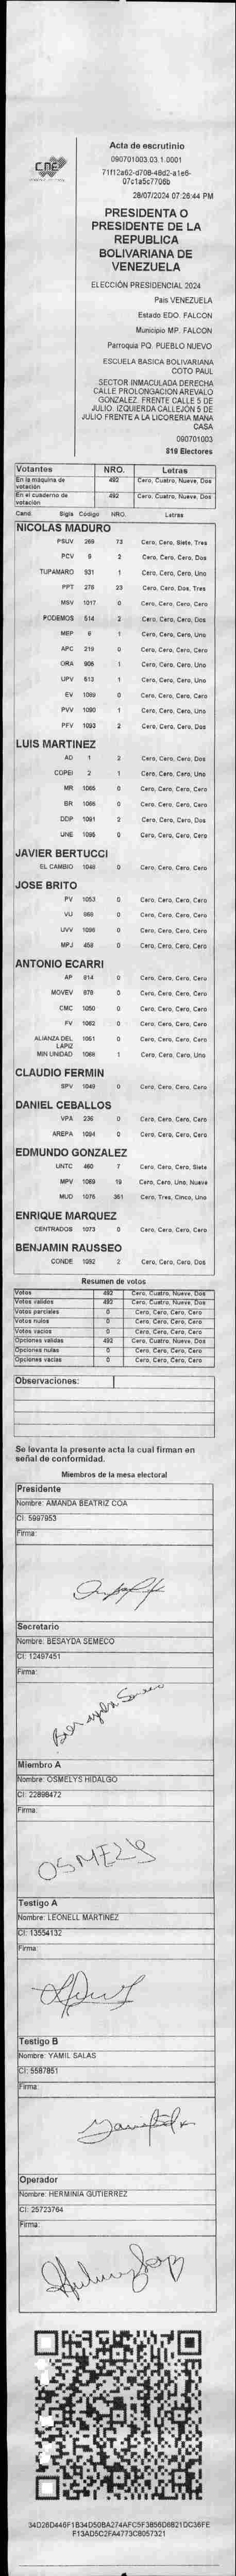 CNE
Acta de escrutinio
090701003.03.1.0001
71f12a62-d708-48d2-a1e6-
07c1a5c7706b
28/07/2024 07:26:44 PM
PRESIDENTA O
PRESIDENTE DE LA
REPUBLICA
BOLIVARIANA DE
VENEZUELA
ELECCIÓN PRESIDENCIAL 2024
Pais VENEZUELA
Estado EDO. FALCON
Municipio MP. FALCON
Parroquia PQ. PUEBLO NUEVO
ESCUELA BASICA BOLIVARIANA
COTO PAUL
SECTOR INMACULADA DERECHA
CALLE PROLONGACION AREVALO
GONZALEZ. FRENTE CALLE 5 DE
JULIO. IZQUIERDA CALLEJON 5 DE
JULIO FRENTE A LA LICORERIA MANA
CASA
090701003
819 Electores
Votantes NRO. Letras
En la máquina de votación 492 Cero, Cuatro, Nueve, Dos
En el cuaderno de votación 492 Cero, Cuatro, Nueve, Dos
Cand. Sigla Código NRO. Letras
NICOLAS MADURO
PSUV 269 73 Cero, Cero, Siete, Tres
PCV 9 2 Cero, Cero, Cero, Dos
TUPAMARO 931 1 Cero, Cero, Cero, Uno
PPT 276 23 Cero, Cero, Dos, Tres
MSV 1017 0 Cero, Cero, Cero, Cero
PODEMOS 514 2 Cero, Cero, Cero, Dos
MEP 6 1 Cero, Cero, Cero, Uno
APC 219 0 Cero, Cero, Cero, Cero
ORA 906 1 Cero, Cero, Cero, Uno
UPV 613 1 Cero, Cero, Cero, Uno
EV 1089 0 Cero, Cero, Cero, Cero
PVV 1090 1 Cero, Cero, Cero, Uno
PFV 1093 2 Cero, Cero, Cero, Dos
LUIS MARTINEZ
AD 1 2 Cero, Cero, Cero, Dos
COPEI 2 1 Cero, Cero, Cero, Uno
MR 1065 0 Cero, Cero, Cero, Cero
BR 1066 0 Cero, Cero, Cero, Cero
DDP 1091 2 Cero, Cero, Cero, Dos
UNE 1095 0 Cero, Cero, Cero, Cero
JAVIER BERTUCCI
EL CAMBIO 1048 0 Cero, Cero, Cero, Cero
JOSE BRITO
PV 1053 0 Cero, Cero, Cero, Cero
VU 868 0 Cero, Cero, Cero, Cero
UVV 1096 0 Cero, Cero, Cero, Cero
MPJ 458 0 Cero, Cero, Cero, Cero
ANTONIO ECARRI
AP 914 0 Cero, Cero, Cero, Cero
MOVEV 870 0 Cero, Cero, Cero, Cero
CMC 1050 0 Cero, Cero, Cero, Cero
FV 1062 0 Cero, Cero, Cero, Cero
ALIANZA DEL LAPIZ 1051 0 Cero, Cero, Cero, Cero
MIN UNIDAD 1068 1 Cero, Cero, Cero, Uno
CLAUDIO FERMIN
SPV 1049 0 Cero, Cero, Cero, Cero
DANIEL CEBALLOS
VPA 236 0 Cero, Cero, Cero, Cero
AREPA 1094 0 Cero, Cero, Cero, Cero
EDMUNDO GONZALEZ
UNTC 460 7 Cero, Cero, Cero, Siete
MPV 1069 19 Cero, Cero, Uno, Nueve
MUD 1076 351 Cero, Tres, Cinco, Uno
ENRIQUE MARQUEZ
CENTRADOS 1073 0 Cero, Cero, Cero, Cero
BENJAMIN RAUSSEO
CONDE 1092 2 Cero, Cero, Cero, Dos
Resumen de votos
Votos 492 Cero, Cuatro, Nueve, Dos
Votos validos 492 Cero, Cuatro, Nueve, Dos
Votos parciales 0 Cero, Cero, Cero, Cero
Votos nulos 0 Cero, Cero, Cero, Cero
Votos vacios 0 Cero, Cero, Cero, Cero
Opciones validas 492 Cero, Cuatro, Nueve, Dos
Opciones nulas 0 Cero, Cero, Cero, Cero
Opciones vacias 0 Cero, Cero, Cero, Cero
Observaciones:
Se levanta la presente acta la cual firman en
señal de conformidad.
Miembros de la mesa electoral
Presidente
Nombre: AMANDA BEATRIZ COA
CI: 5997953
Firma:
Secretario
Nombre: BESAYDA SEMECO
CI: 12497451
Firma:
Besayda Semeco
Miembro A
Nombre: OSMELYS HIDALGO
CI: 22898472
Firma:
OSMELYS
Testigo A
Nombre: LEONELL MARTINEZ
CI: 13554132
Firma:
Testigo B
Nombre: YAMIL SALAS
CI: 5587851
Firma:
Operador
Nombre: HERMINIA GUTIERREZ
CI: 25723764
Firma:
34D26D446F1B34D50BA274AFC5F3856D6B21DC36FE
F13AD5C2FA4773C8057321